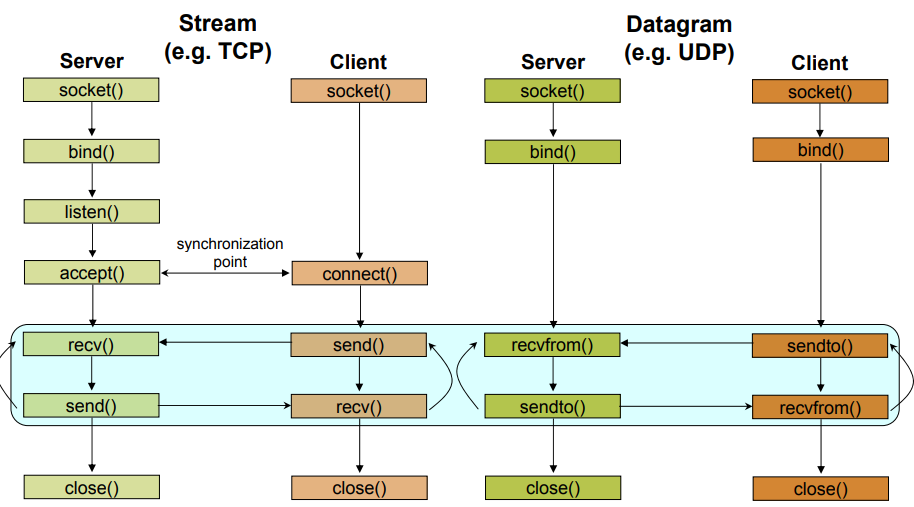 Stream
(e.g. TCP)
Server
Client
socket()
socket()
bind()
listen()
synchronization
point
accept()
connect()
recv()
send()
send()
recv()
close()
close()
Datagram
(e.g. UDP)
Server
Client
socket()
socket()
bind()
bind()
recvfrom()
sendto()
sendto()
recvfrom()
close()
close()